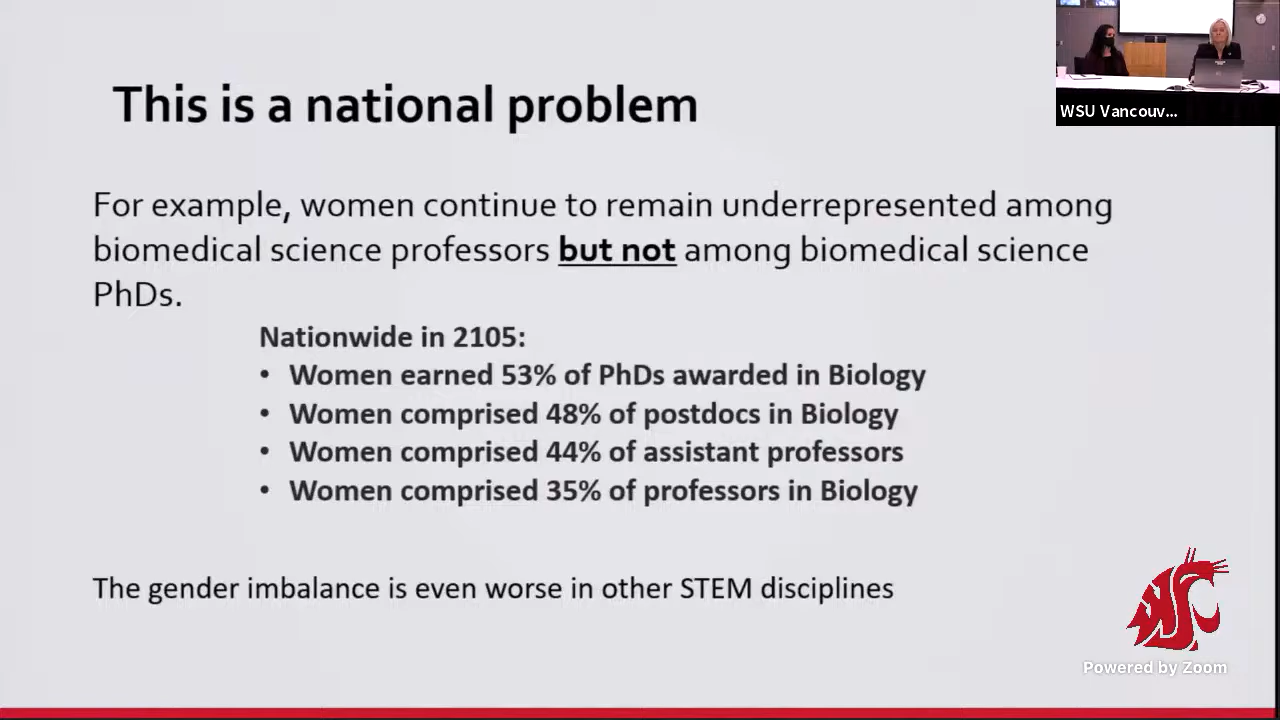 This is a national problem
WSU Vancouv...
For example, women continue to remain underrepresented among
biomedical science professors but not among biomedical science
PhDs.
Nationwide in 2105:
• Women earned 53% of PhDs awarded in Biology
• Women comprised 48% of postdocs in Biology
• Women comprised 44% of assistant professors
• Women comprised 35% of professors in Biology
The gender imbalance is even worse in other STEM disciplines
WSC
Powered by Zoom